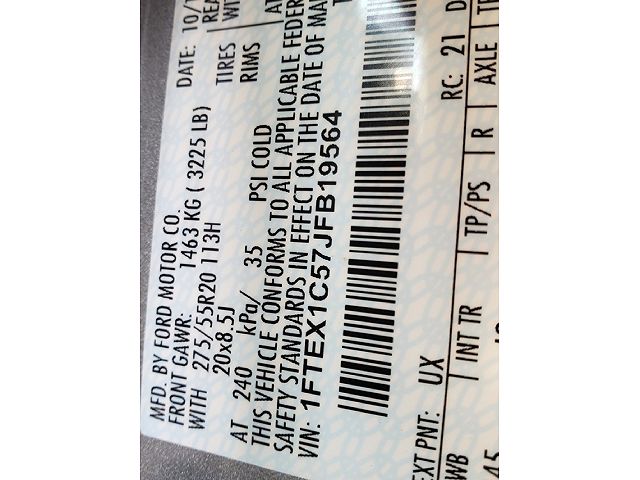 MFD. BY FORD MOTOR CO.
DATE: 10/
FRONT GAWR: 1463 KG ( 3225 LB)
WITH 275/55R20 113H TIRES
20x8.5J RIMS
AT 240 kPa/ 35 PSI COLD
THIS VEHICLE CONFORMS TO ALL APPLICABLE FEDER
SAFETY STANDARDS IN EFFECT ON THE DATE OF MA
VIN: 1FTEX1C57JFB19564
EXT PNT: UX RC: 21
WB INT TR TP/PS R AXLE
45